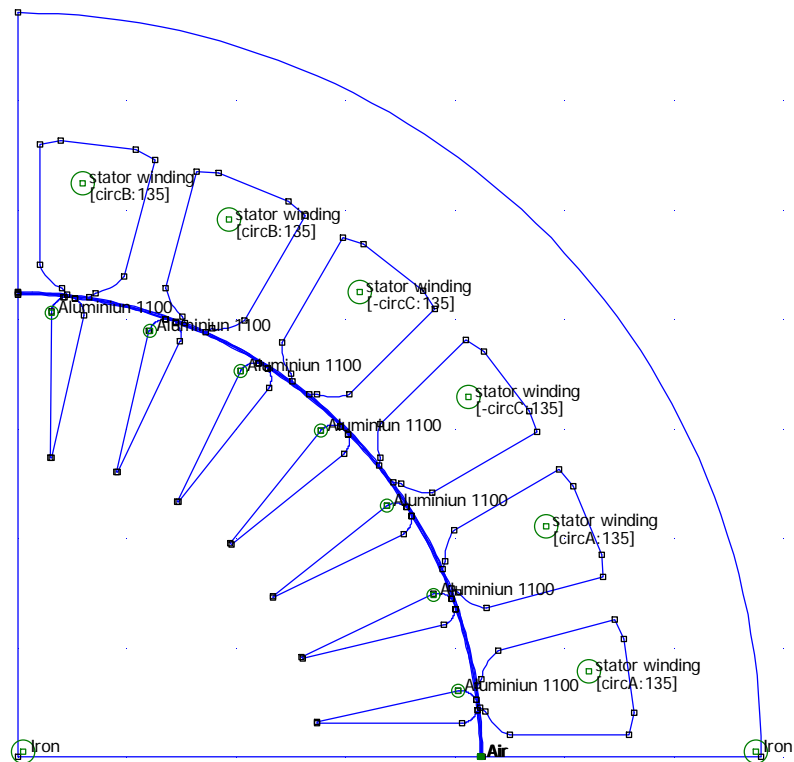 stator winding
[circB:135]
stator winding
[circB:135]
stator winding
[-circC:135]
Aluminiun 1100
Aluminiun 1100
Aluminiun 1100
stator winding
[-circC:135]
Aluminiun 1100
Aluminiun 1100
stator winding
[circA:135]
Aluminiun 1100
stator winding
[circA:135]
Aluminiun 1100
Iron
Air
Iron